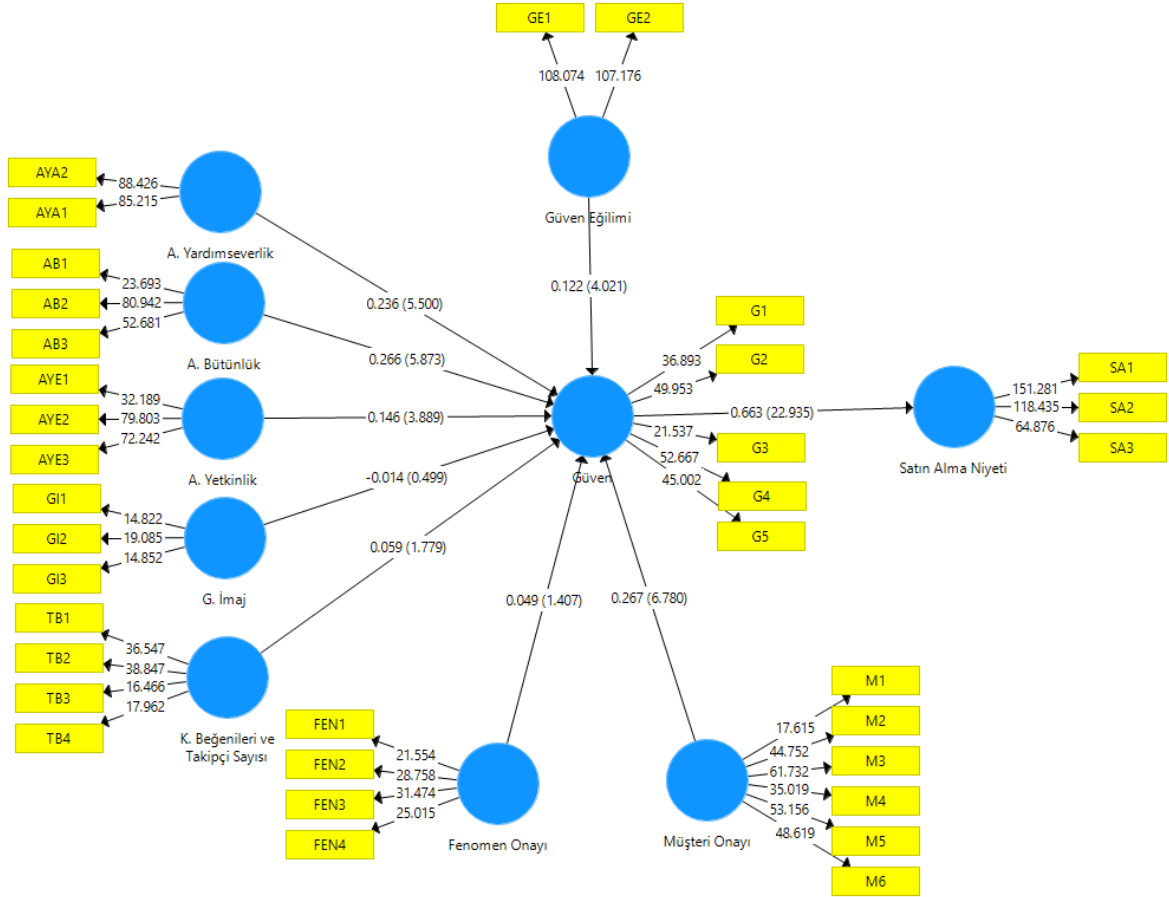 GE1
GE2
108.074
107.176
Güven Eğilimi
0.122 (4.021)
AYA2
AYA1
88.426
85.215
A. Yardımseverlik
0.236 (5.500)
AB1
AB2
AB3
23.693
80.942
52.681
A. Bütünlük
0.266 (5.873)
AYE1
AYE2
AYE3
32.189
79.803
72.242
A. Yetkinlik
0.146 (3.889)
GI1
GI2
GI3
14.822
19.085
14.852
G. İmaj
-0.014 (0.499)
TB1
TB2
TB3
TB4
36.547
38.847
16.466
17.962
K. Beğenileri ve
Takipçi Sayısı
0.059 (1.779)
Güven
G1
G2
G3
G4
G5
36.893
49.953
21.537
52.667
45.002
0.663 (22.935)
Satın Alma Niyeti
151.281
118.435
64.876
SA1
SA2
SA3
FEN1
FEN2
FEN3
FEN4
21.554
28.758
31.474
25.015
Fenomen Onayı
0.049 (1.407)
0.267 (6.780)
Müşteri Onayı
17.615
44.752
61.732
35.019
53.156
48.619
M1
M2
M3
M4
M5
M6